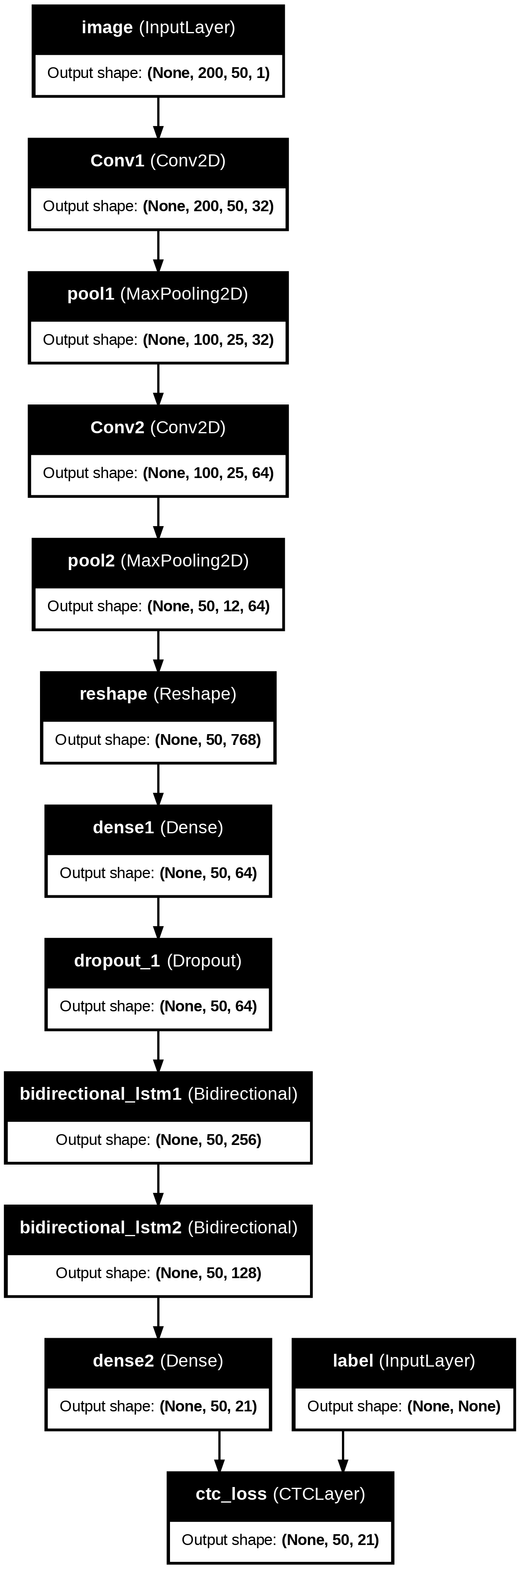 image (InputLayer)
Output shape: (None, 200, 50, 1)
Conv1 (Conv2D)
Output shape: (None, 200, 50, 32)
pool1 (MaxPooling2D)
Output shape: (None, 100, 25, 32)
Conv2 (Conv2D)
Output shape: (None, 100, 25, 64)
pool2 (MaxPooling2D)
Output shape: (None, 50, 12, 64)
reshape (Reshape)
Output shape: (None, 50, 768)
dense1 (Dense)
Output shape: (None, 50, 64)
dropout_1 (Dropout)
Output shape: (None, 50, 64)
bidirectional_lstm1 (Bidirectional)
Output shape: (None, 50, 256)
bidirectional_lstm2 (Bidirectional)
Output shape: (None, 50, 128)
dense2 (Dense)
Output shape: (None, 50, 21)
label (InputLayer)
Output shape: (None, None)
ctc_loss (CTCLayer)
Output shape: (None, 50, 21)